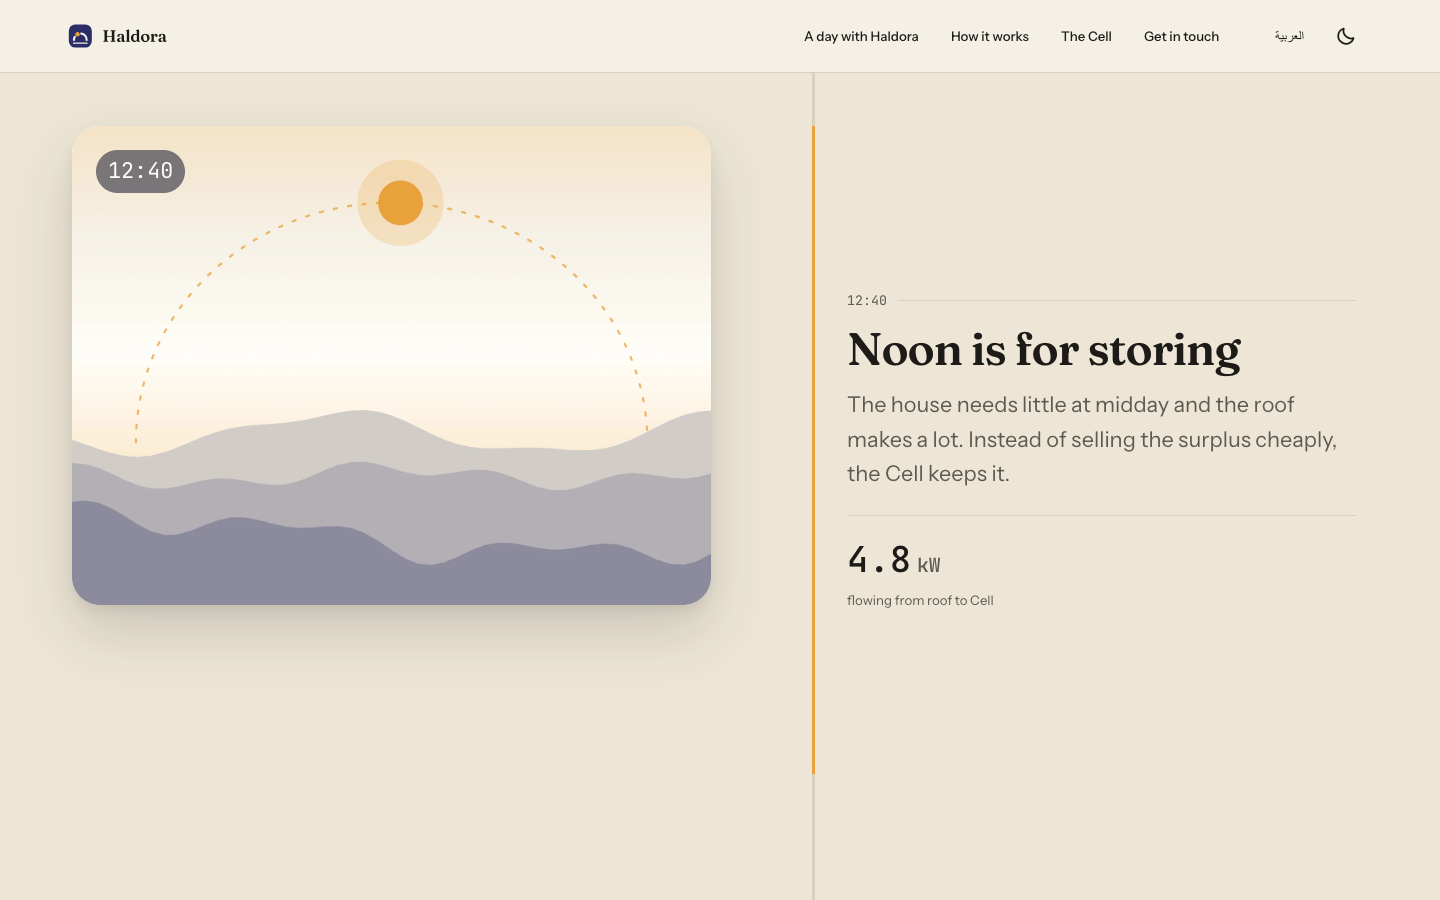 Haldora
A day with Haldora
How it works
The Cell
Get in touch
العربية
12:40
12:40
Noon is for storing
The house needs little at midday and the roof
makes a lot. Instead of selling the surplus cheaply,
the Cell keeps it.
4.8 kW
flowing from roof to Cell